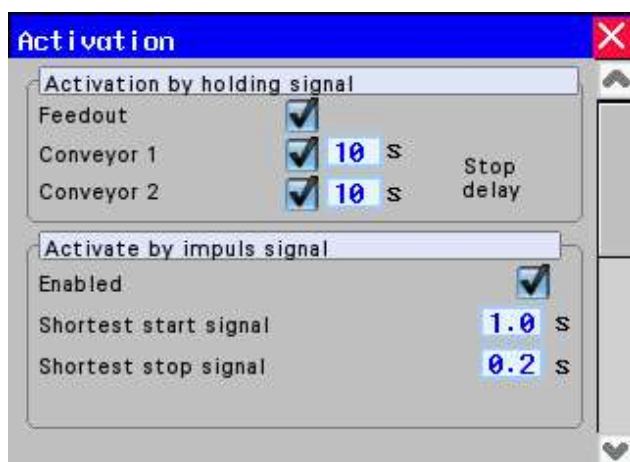 Activation
Activation by holding signal
Feedout
Conveyor 1 10 s
Conveyor 2 10 s
Stop
delay
Activate by impuls signal
Enabled
Shortest start signal 1.0 s
Shortest stop signal 0.2 s